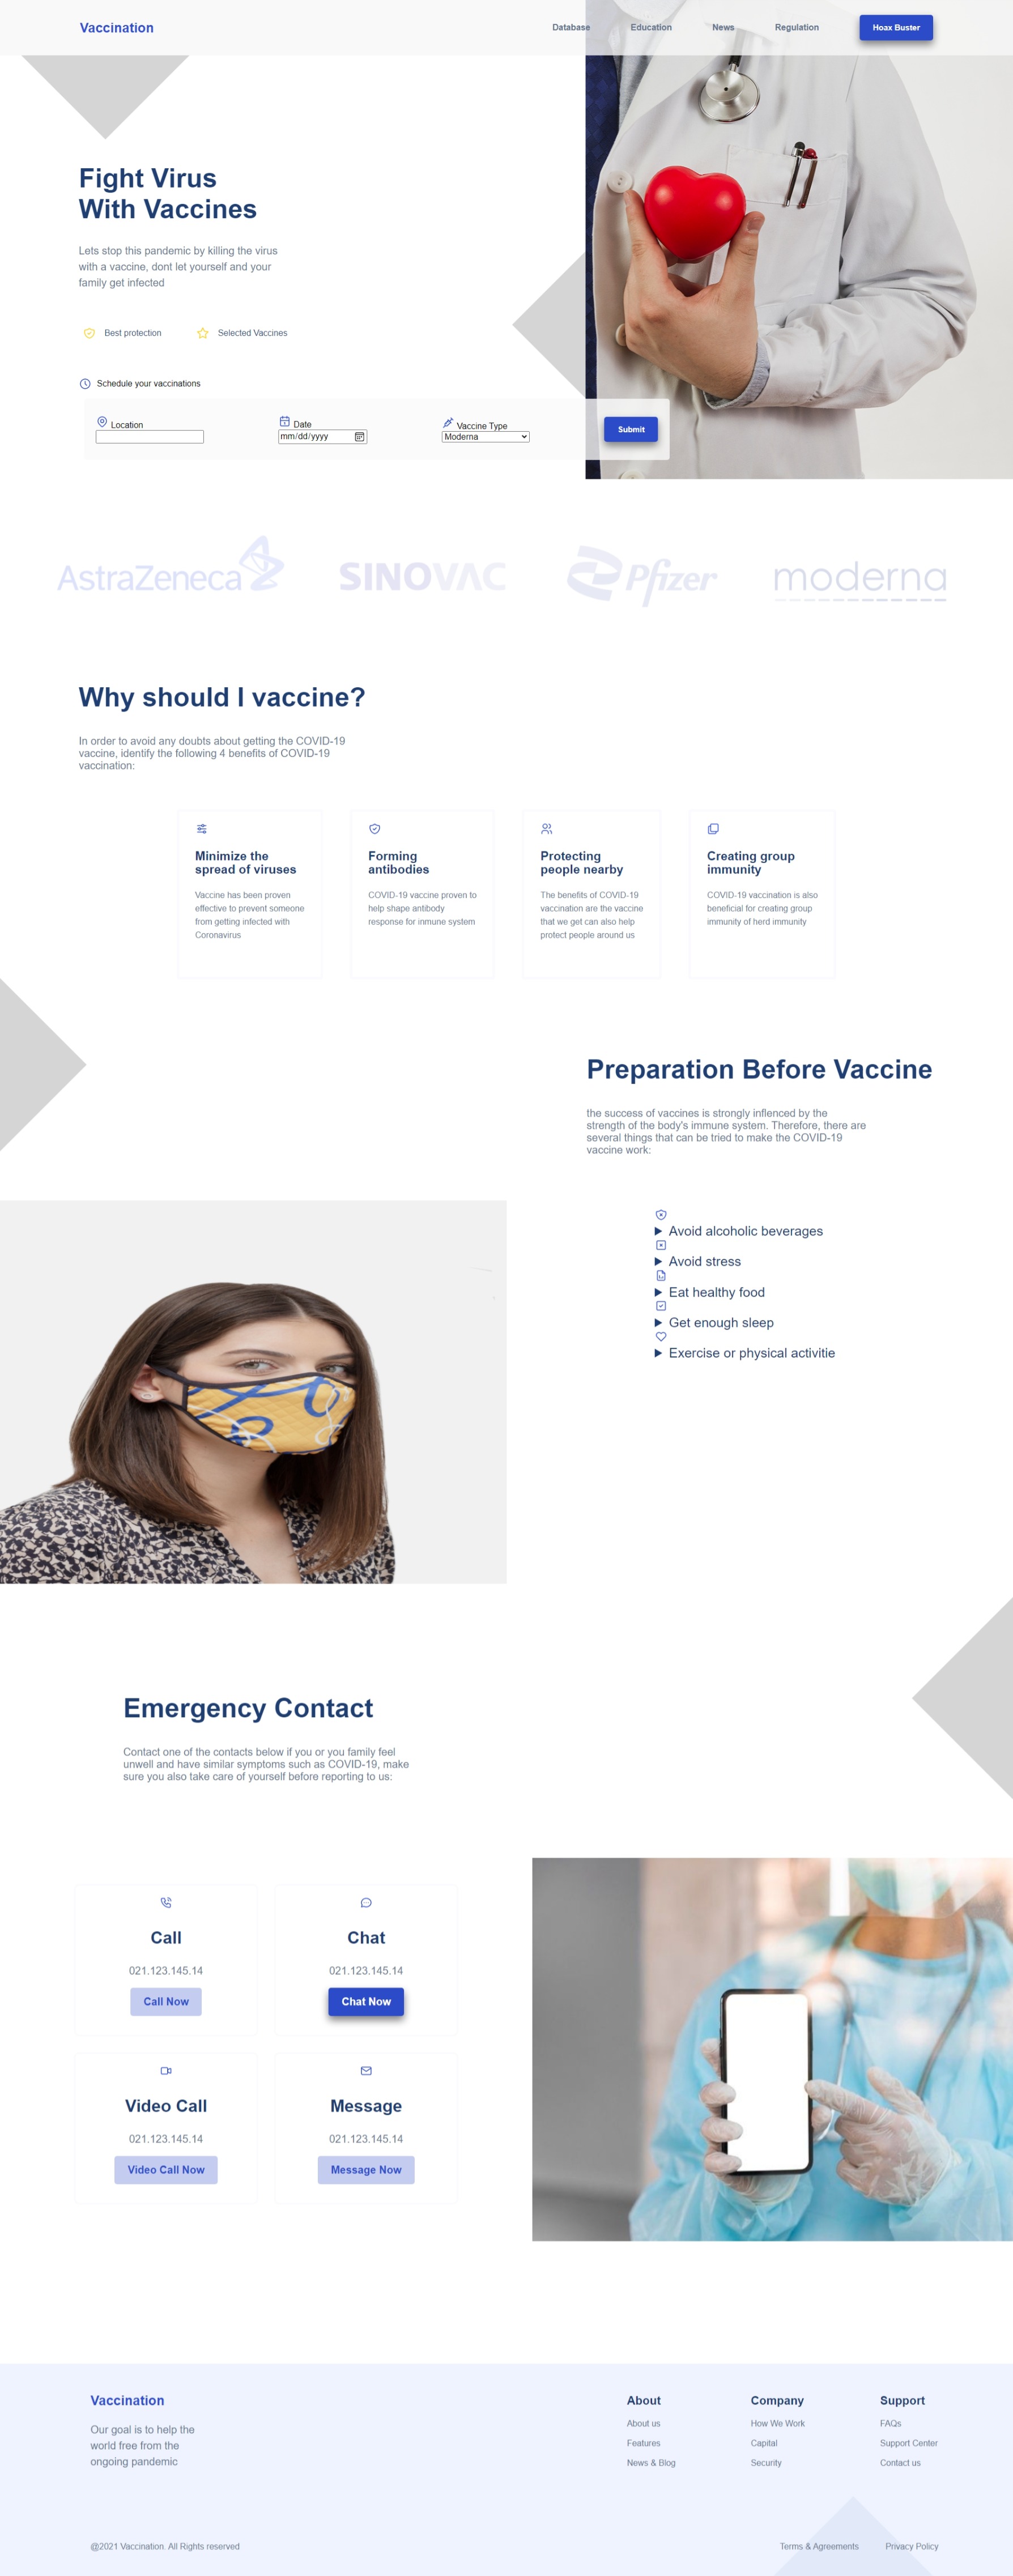 Vaccination
Database
Education
News
Regulation
Hoax Buster
Fight Virus
With Vaccines
Lets stop this pandemic by killing the virus
with a vaccine, dont let yourself and your
family get infected
Best protection
Selected Vaccines
Schedule your vaccinations
Location
Date
mm/dd/yyyy
Vaccine Type
Moderna
Submit
AstraZeneca
SINOVAC
Pfizer
moderna
Why should I vaccine?
In order to avoid any doubts about getting the COVID-19
vaccine, identify the following 4 benefits of COVID-19
vaccination:
Minimize the
spread of viruses
Vaccine has been proven
effective to prevent someone
from getting infected with
Coronavirus
Forming
antibodies
COVID-19 vaccine proven to
help shape antibody
response for inmune system
Protecting
people nearby
The benefits of COVID-19
vaccination are the vaccine
that we get can also help
protect people around us
Creating group
immunity
COVID-19 vaccination is also
beneficial for creating group
immunity of herd immunity
Preparation Before Vaccine
the success of vaccines is strongly inflenced by the
strength of the body's immune system. Therefore, there are
several things that can be tried to make the COVID-19
vaccine work:
Avoid alcoholic beverages
Avoid stress
Eat healthy food
Get enough sleep
Exercise or physical activitie
Emergency Contact
Contact one of the contacts below if you or you family feel
unwell and have similar symptoms such as COVID-19, make
sure you also take care of yourself before reporting to us:
Call
021.123.145.14
Call Now
Chat
021.123.145.14
Chat Now
Video Call
021.123.145.14
Video Call Now
Message
021.123.145.14
Message Now
Vaccination
Our goal is to help the
world free from the
ongoing pandemic
About
About us
Features
News & Blog
Company
How We Work
Capital
Security
Support
FAQs
Support Center
Contact us
@2021 Vaccination. All Rights reserved
Terms & Agreements
Privacy Policy